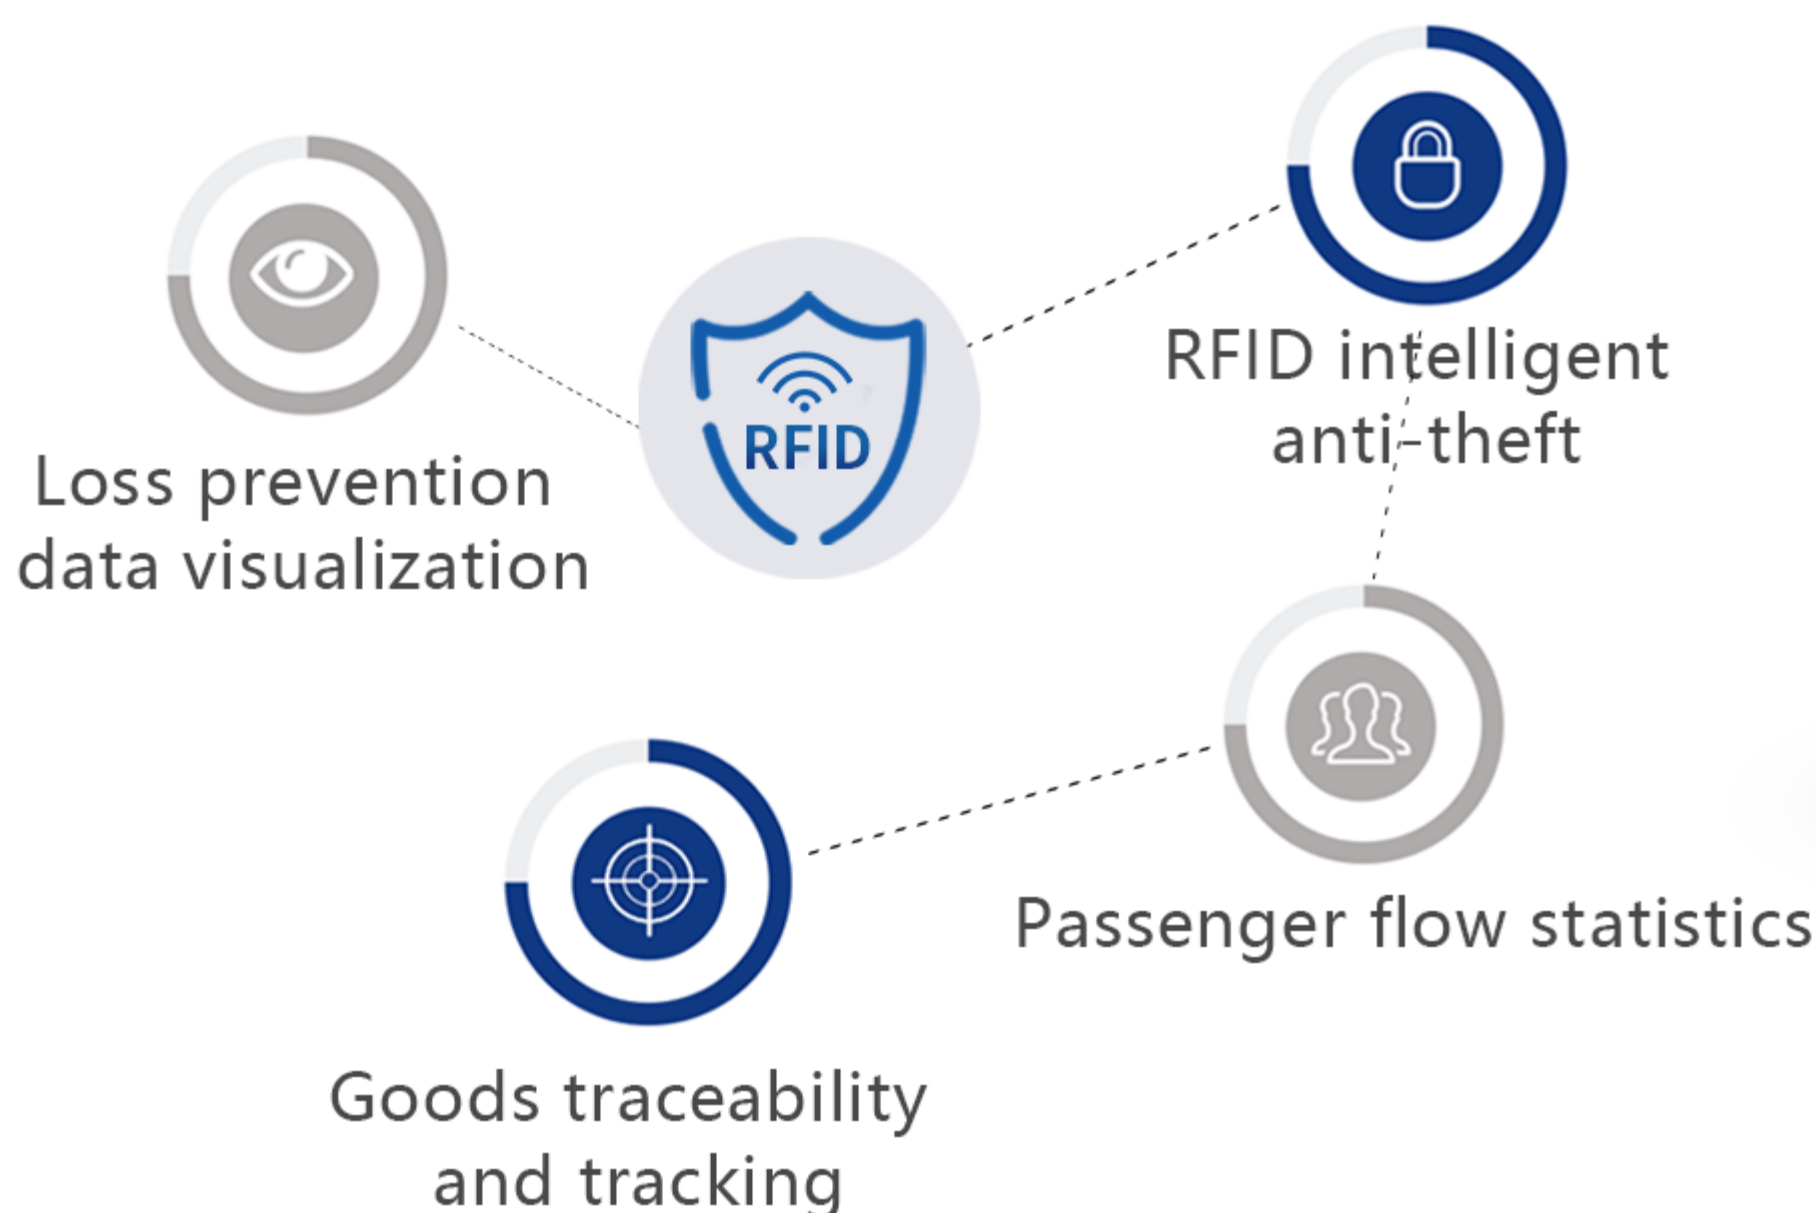 Loss prevention
data visualization
RFID
RFID intelligent
anti-theft
Passenger flow statistics
Goods traceability
and tracking